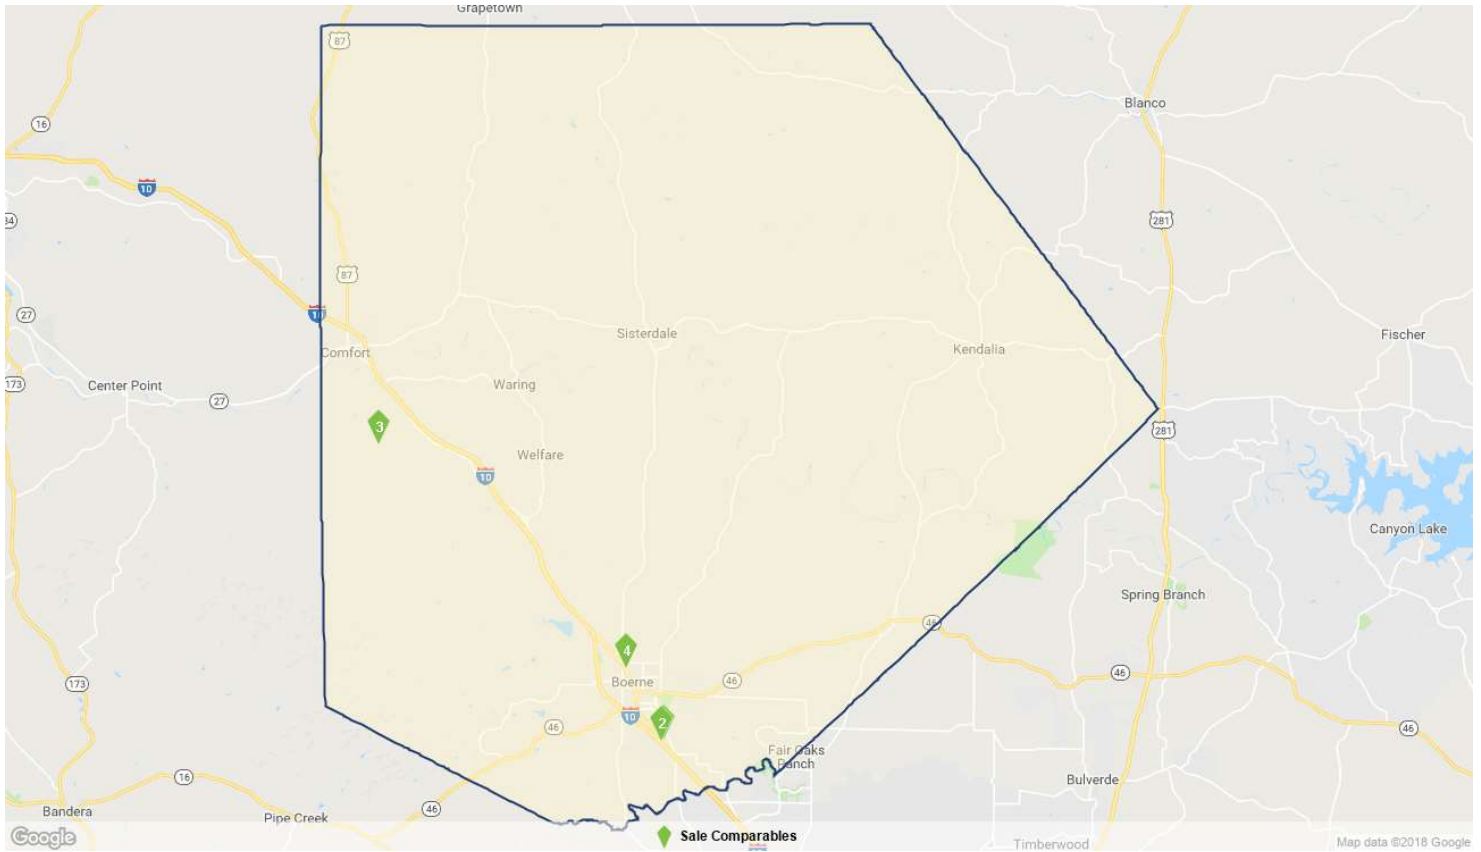 Grapetown
87
Blanco
16
10
281
34
87
27
10
Sisterdale
Fischer
Comfort
Kendalia
173
Center Point
Waring
27
3
281
Welfare
10
Canyon Lake
Spring Branch
46
4
46
173
Boerne
46
10
2
46
46
Fair Oaks
Ranch
16
Bulverde
46
Bandera
Pipe Creek
Google
Sale Comparables
Timberwood
Map data ©2018 Google